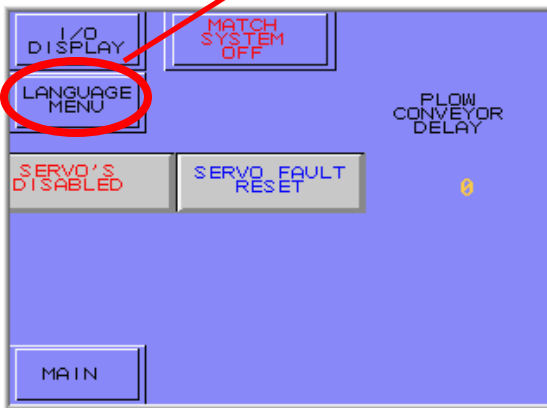 I/O
DISPLAY
MATCH
SYSTEM
OFF
LANGUAGE
MENU
PLOW
CONVEYOR
DELAY
SERVO'S
DISABLED
SERVO FAULT
RESET
0
MAIN